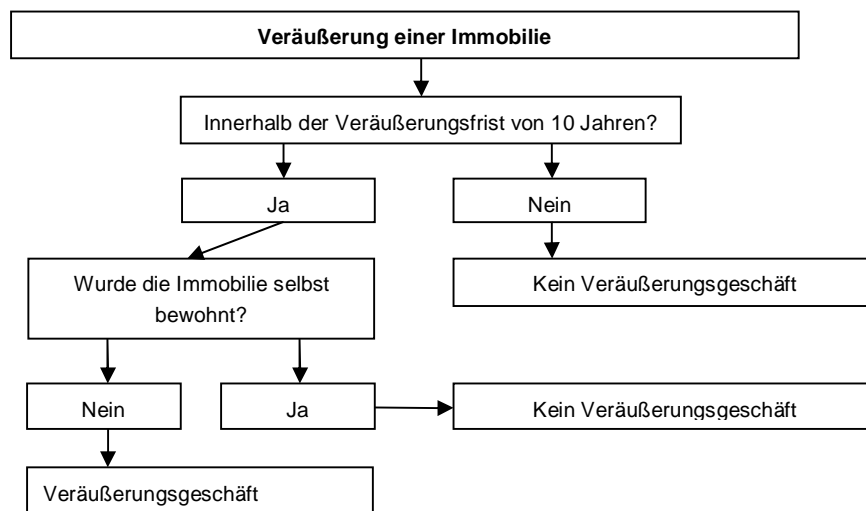 Veräußerung einer Immobilie
Innerhalb der Veräußerungsfrist von 10 Jahren?
Ja
Nein
Wurde die Immobilie selbst
bewohnt?
Kein Veräußerungsgeschäft
Nein
Ja
Kein Veräußerungsgeschäft
Veräußerungsgeschäft